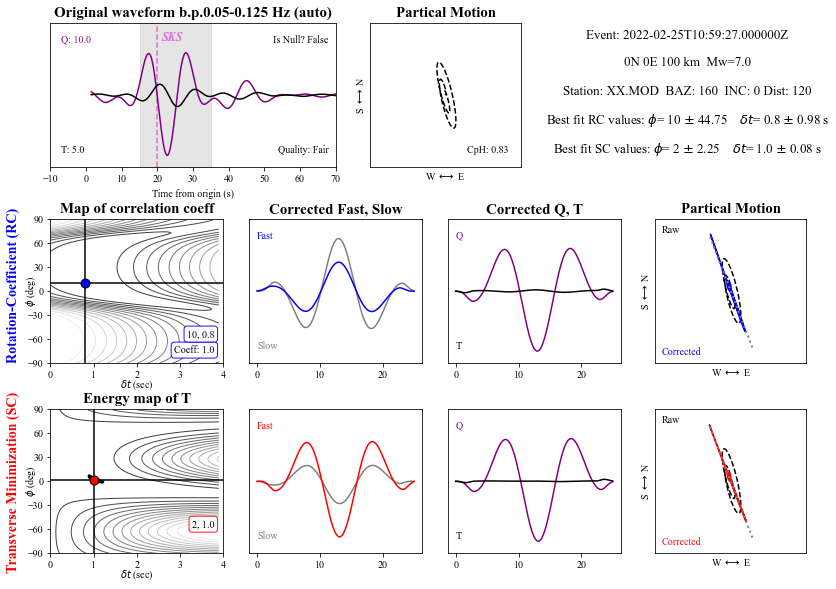 Original waveform b.p.0.05-0.125 Hz (auto)
Q: 10.0
SKS
Is Null? False
T: 5.0
Quality: Fair
−10 0 10 20 30 40 50 60 70
Time from origin (s)
Partical Motion
S ⟷ N
CpH: 0.83
W ⟷ E
Event: 2022-02-25T10:59:27.000000Z
0N 0E 100 km Mw=7.0
Station: XX.MOD BAZ: 160 INC: 0 Dist: 120
Best fit RC values: ϕ= 10 ± 44.75 δt= 0.8 ± 0.98 s
Best fit SC values: ϕ= 2 ± 2.25 δt= 1.0 ± 0.08 s
Rotation-Coefficient (RC)
Map of correlation coeff
90
60
30
0
−30
−60
−90
ϕ (deg)
10, 0.8
Coeff: 1.0
0 1 2 3 4
δt (sec)
Corrected Fast, Slow
Fast
Slow
0 10 20
Corrected Q, T
Q
T
0 10 20
Partical Motion
Raw
S ⟷ N
Corrected
W ⟷ E
Transverse Minimization (SC)
Energy map of T
90
60
30
0
−30
−60
−90
ϕ (deg)
2, 1.0
0 1 2 3 4
δt (sec)
Fast
Slow
0 10 20
Q
T
0 10 20
Raw
S ⟷ N
Corrected
W ⟷ E